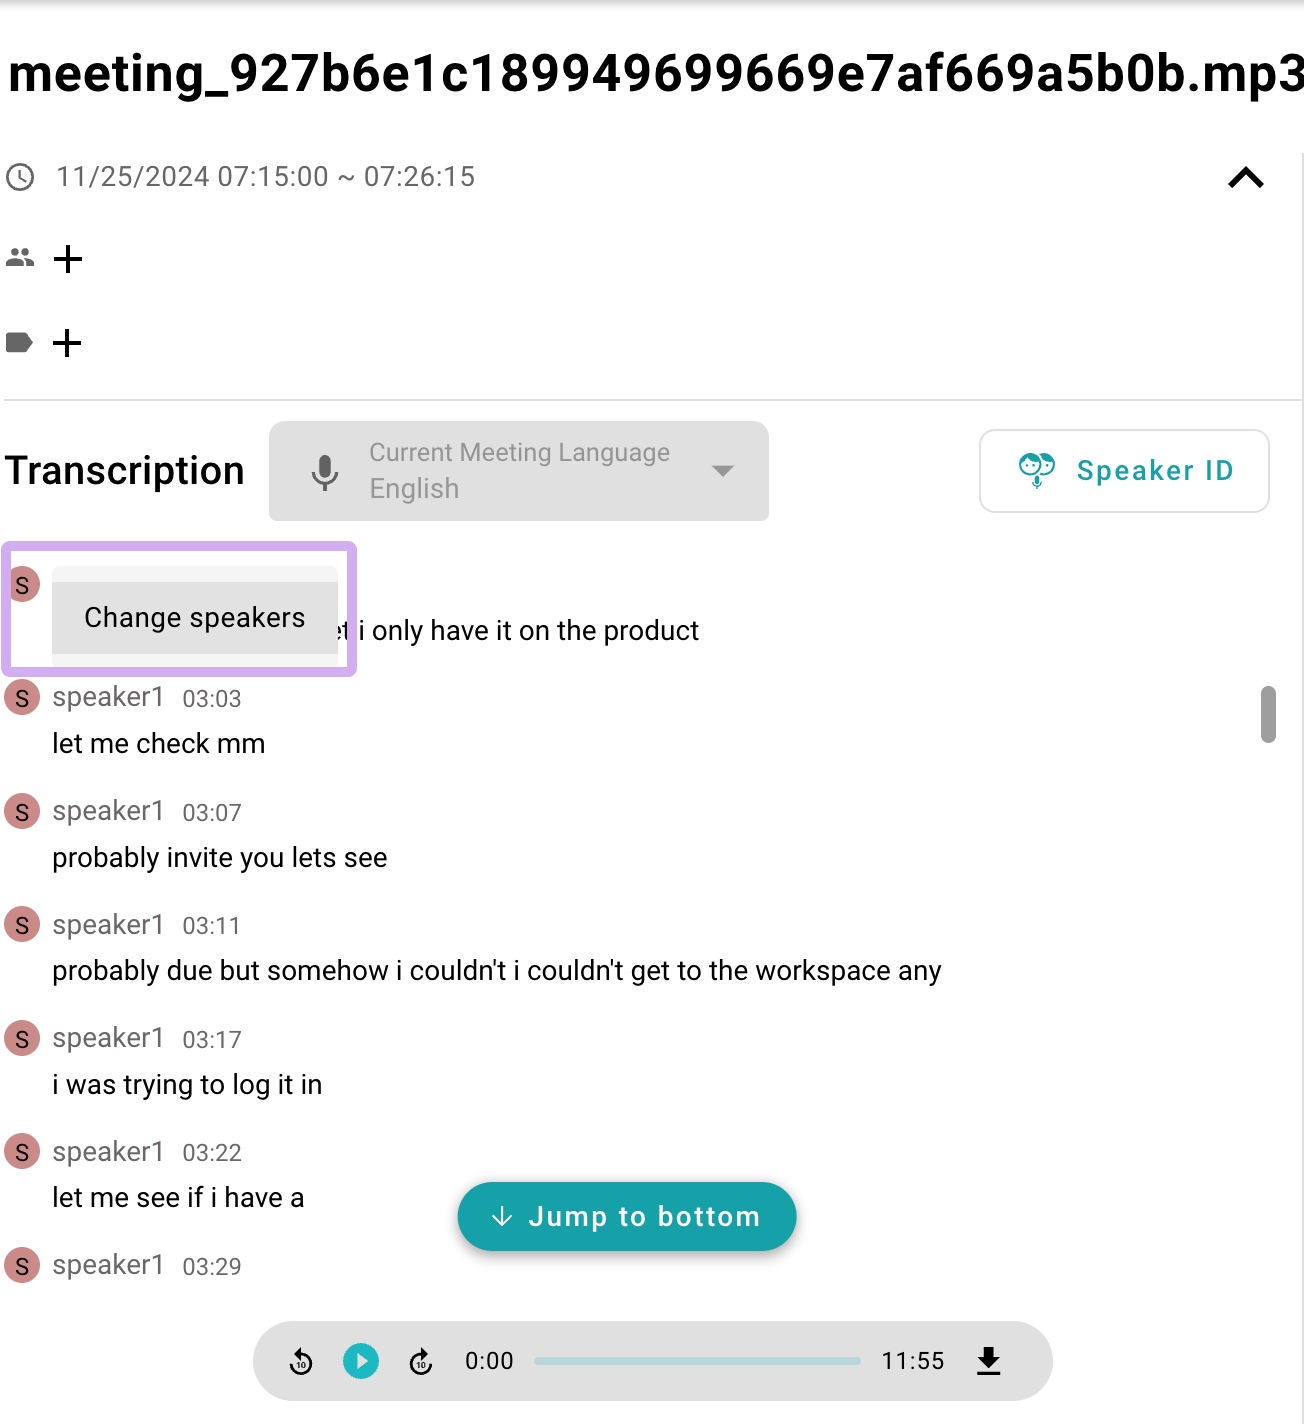 meeting_927b6e1c189949699669e7af669a5b0b.mp3
11/25/2024 07:15:00 ~ 07:26:15
Transcription
Current Meeting Language
English
Speaker ID
S
Change speakers
i only have it on the product
S speaker1 03:03
let me check mm
S speaker1 03:07
probably invite you lets see
S speaker1 03:11
probably due but somehow i couldn't i couldn't get to the workspace any
S speaker1 03:17
i was trying to log it in
S speaker1 03:22
let me see if i have a
Jump to bottom
S speaker1 03:29
10
10
0:00
11:55